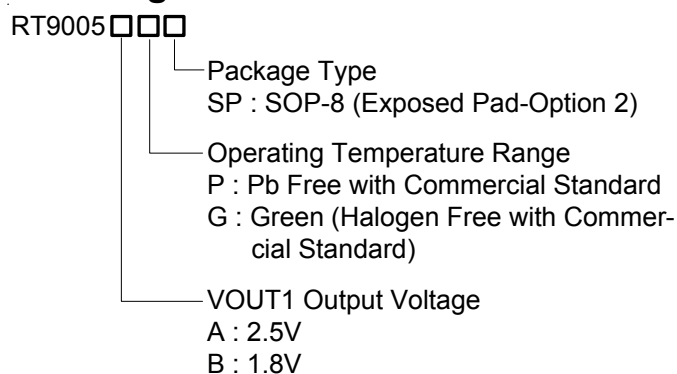 RT9005
Package Type
SP : SOP-8 (Exposed Pad-Option 2)
Operating Temperature Range
P : Pb Free with Commercial Standard
G : Green (Halogen Free with Commer-
cial Standard)
VOUT1 Output Voltage
A : 2.5V
B : 1.8V